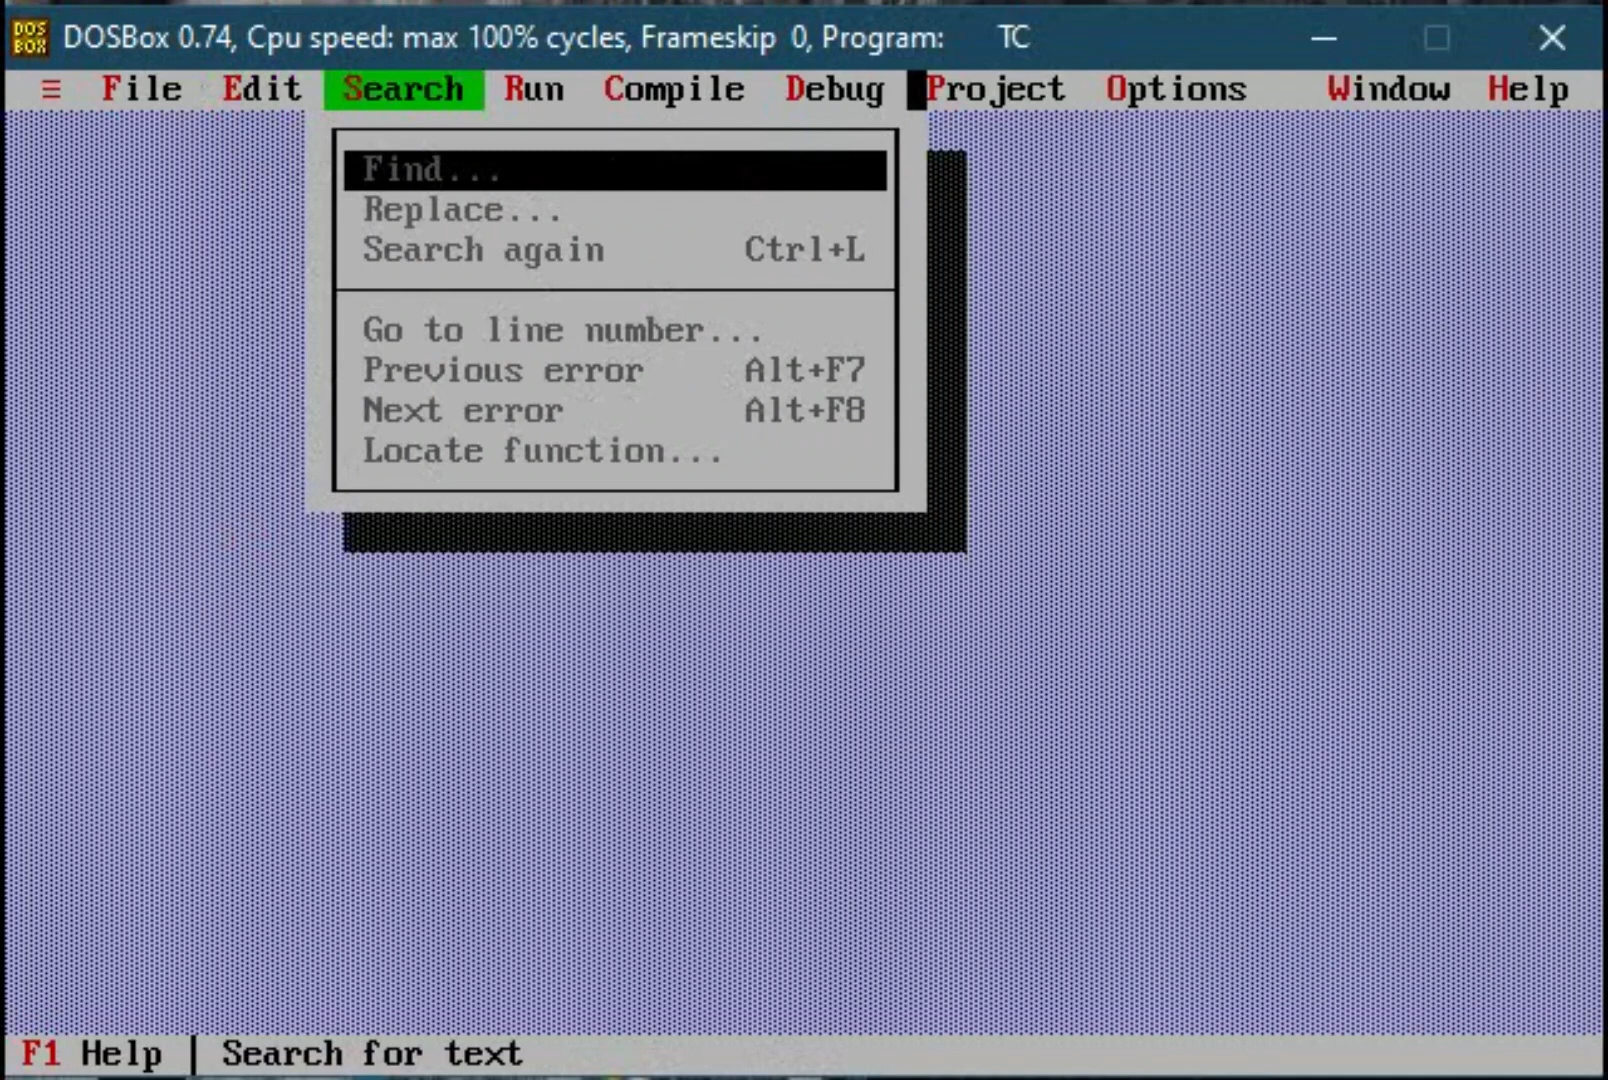 DOS BOX
DOSBox 0.74, Cpu speed: max 100% cycles, Frameskip 0, Program: TC
≡ File Edit Search Run Compile Debug Project Options Window Help
Find...
Replace...
Search again Ctrl+L
Go to line number...
Previous error Alt+F7
Next error Alt+F8
Locate function...
F1 Help | Search for text